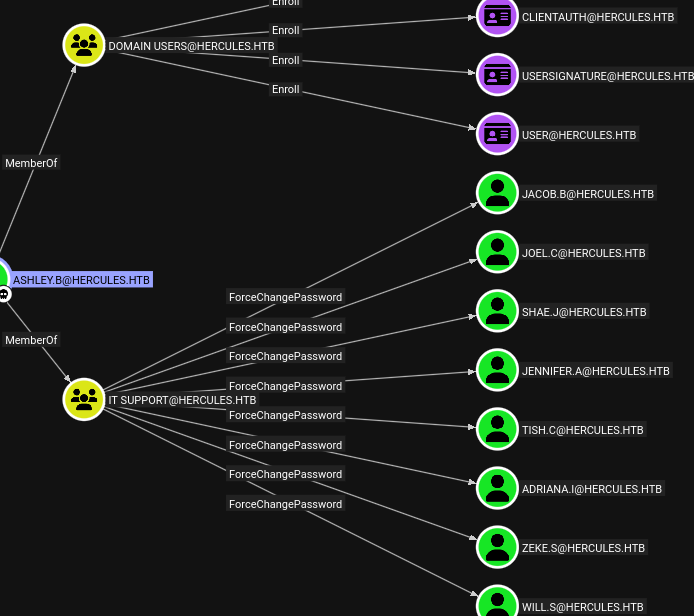 Enroll
CLIENTAUTH@HERCULES.HTB
Enroll
DOMAIN USERS@HERCULES.HTB
Enroll
USERSIGNATURE@HERCULES.HTB
Enroll
USER@HERCULES.HTB
MemberOf
JACOB.B@HERCULES.HTB
JOEL.C@HERCULES.HTB
ASHLEY.B@HERCULES.HTB
ForceChangePassword
SHAE.J@HERCULES.HTB
ForceChangePassword
MemberOf
ForceChangePassword
JENNIFER.A@HERCULES.HTB
ForceChangePassword
IT SUPPORT@HERCULES.HTB
ForceChangePassword
TISH.C@HERCULES.HTB
ForceChangePassword
ForceChangePassword
ADRIANA.I@HERCULES.HTB
ForceChangePassword
ZEKE.S@HERCULES.HTB
WILL.S@HERCULES.HTB